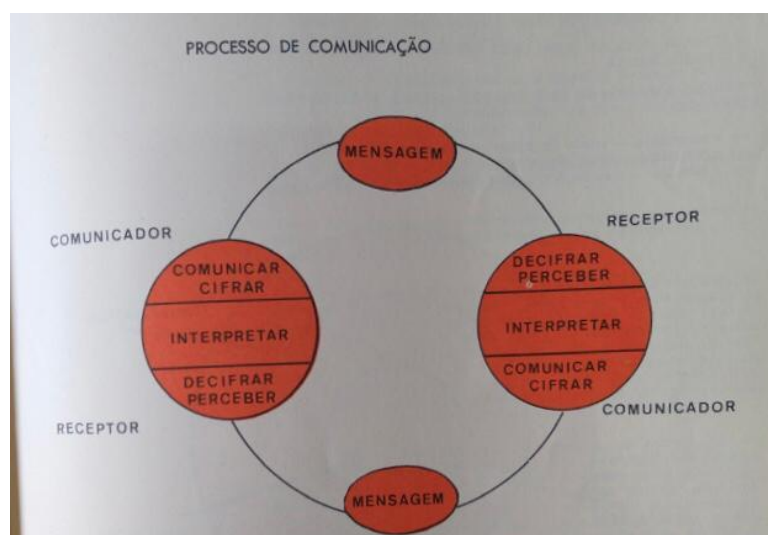 PROCESSO DE COMUNICAÇÃO
MENSAGEM
COMUNICADOR
COMUNICAR
CIFRAR
INTERPRETAR
DECIFRAR
PERCEBER
RECEPTOR
RECEPTOR
DECIFRAR
PERCEBER
INTERPRETAR
COMUNICAR
CIFRAR
COMUNICADOR
MENSAGEM